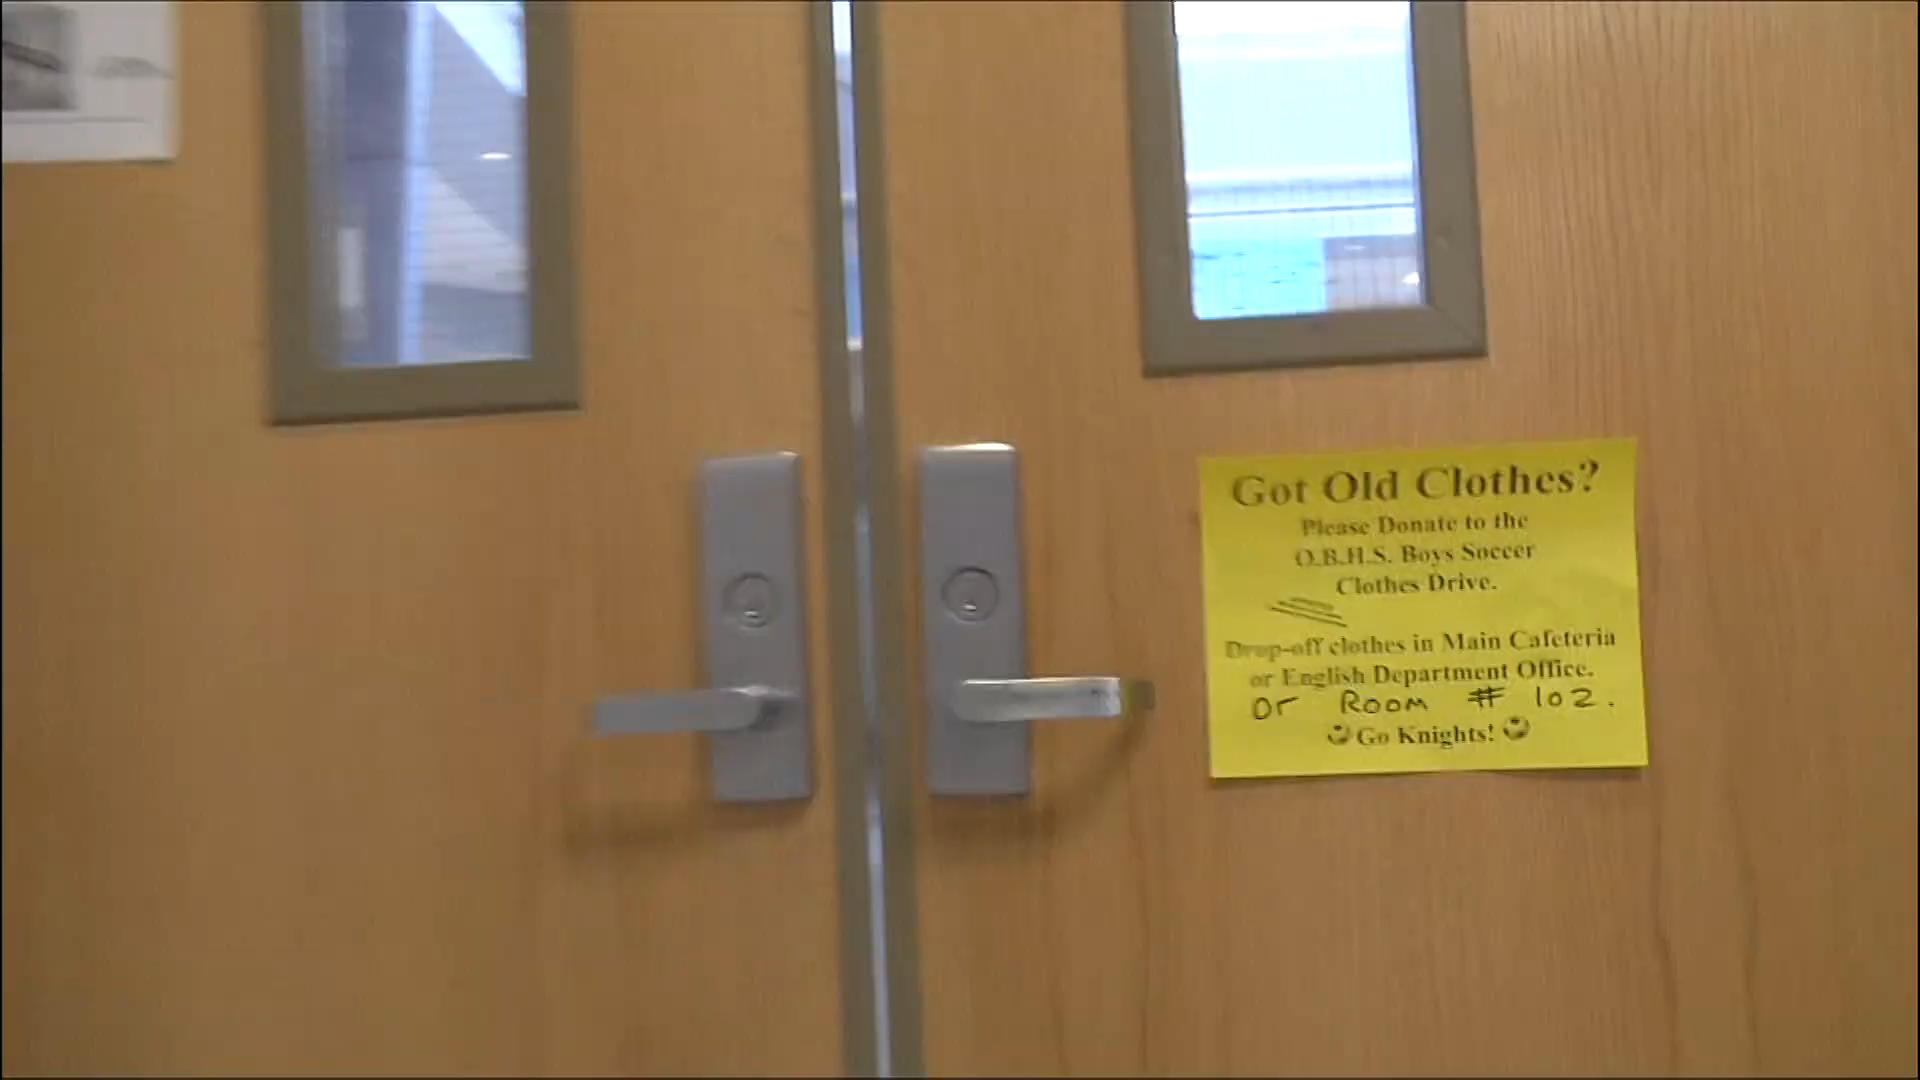 Got Old Clothes?
Please Donate to the
O.B.H.S. Boys Soccer
Clothes Drive.
Drop-off clothes in Main Cafeteria
or English Department Office.
Or Room # 102.
Go Knights!